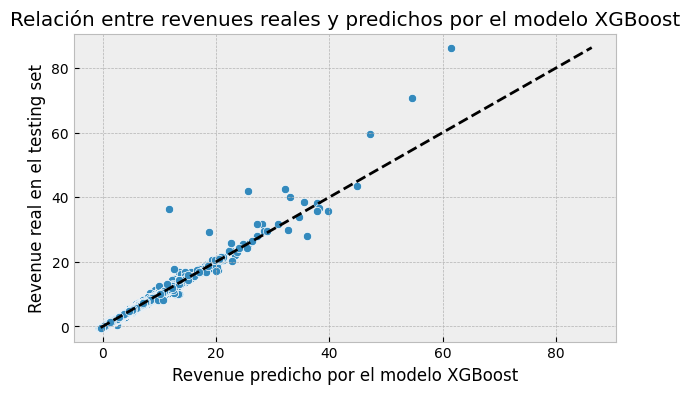 Relación entre revenues reales y predichos por el modelo XGBoost
Revenue real en el testing set
80
60
40
20
0
0 20 40 60 80
Revenue predicho por el modelo XGBoost